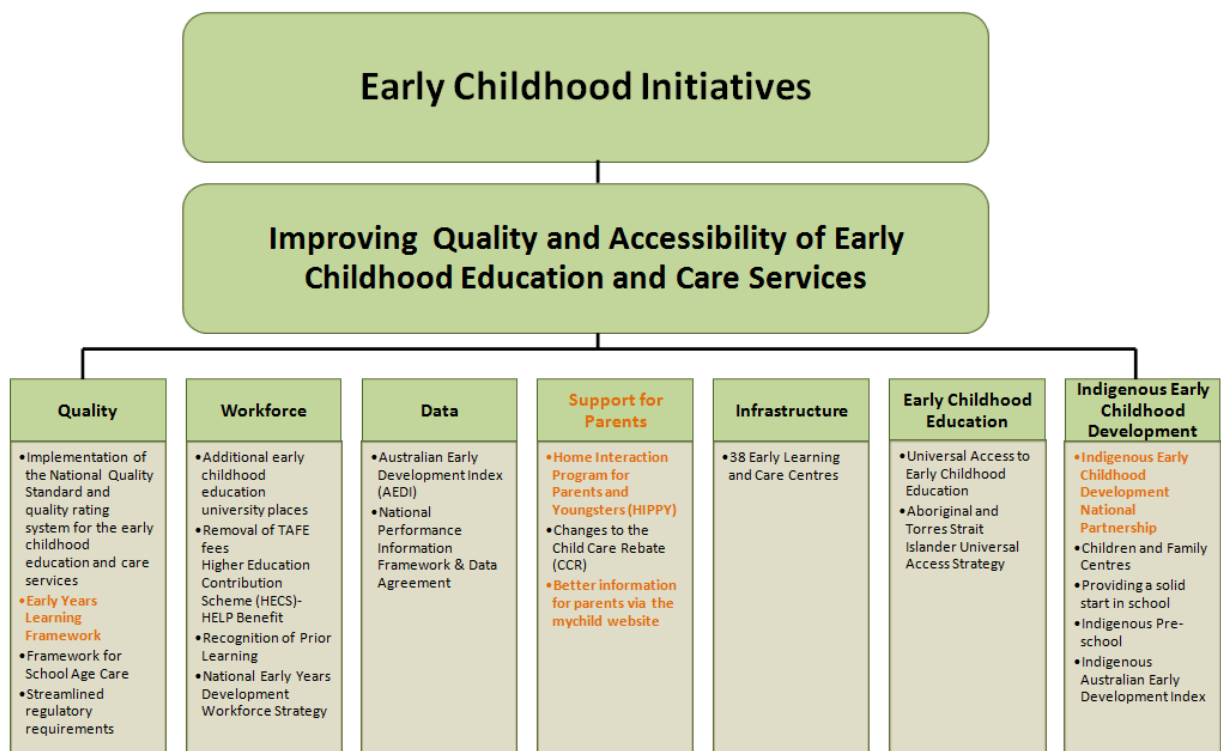 Early Childhood Initiatives
Improving Quality and Accessibility of Early
Childhood Education and Care Services
Quality
•Implementation of
the National Quality
Standard and
quality rating
system for the early
childhood
education and care
services
•Early Years
Learning
Framework
•Framework for
School Age Care
•Streamlined
regulatory
requirements
Workforce
•Additional early
childhood
education
university places
•Removal of TAFE
fees
Higher Education
Contribution
Scheme (HECS)-
HELP Benefit
•Recognition of Prior
Learning
•National Early Years
Development
Workforce Strategy
Data
•Australian Early
Development Index
(AEDI)
•National
Performance
Information
Framework & Data
Agreement
Support for
Parents
•Home Interaction
Program for
Parents and
Youngsters (HIPPY)
•Changes to the
Child Care Rebate
(CCR)
•Better information
for parents via the
mychild website
Infrastructure
•38 Early Learning
and Care Centres
Early Childhood
Education
•Universal Access to
Early Childhood
Education
•Aboriginal and
Torres Strait
Islander Universal
Access Strategy
Indigenous Early
Childhood
Development
•Indigenous Early
Childhood
Development
National
Partnership
•Children and Family
Centres
•Providing a solid
start in school
•Indigenous Pre-
school
•Indigenous
Australian Early
Development Index